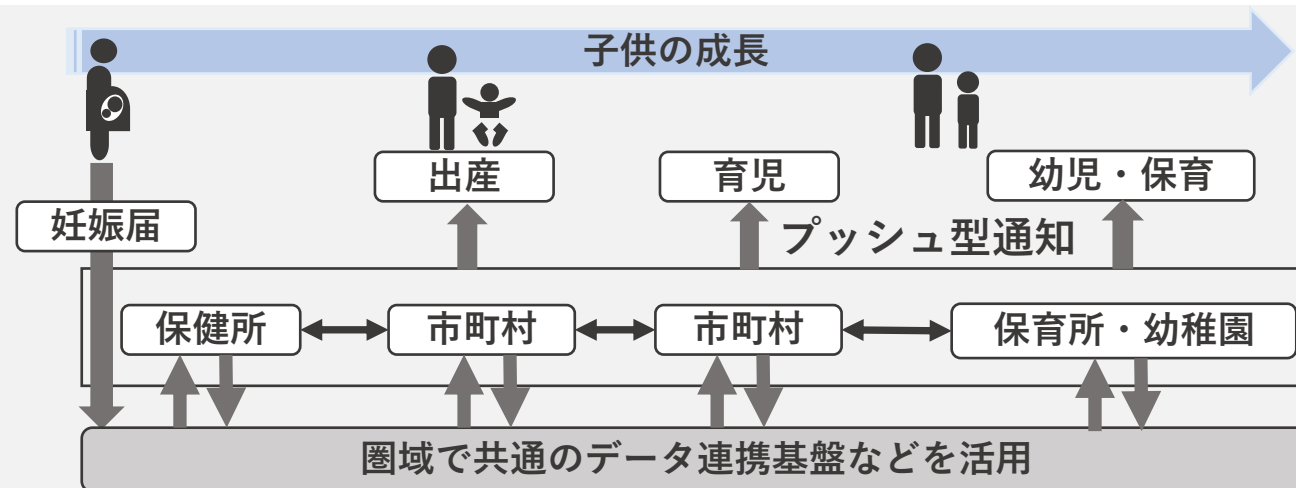 子供の成長
出産
育児
幼児・保育
妊娠届
プッシュ型通知
保健所
市町村
市町村
保育所・幼稚園
圏域で共通のデータ連携基盤などを活用